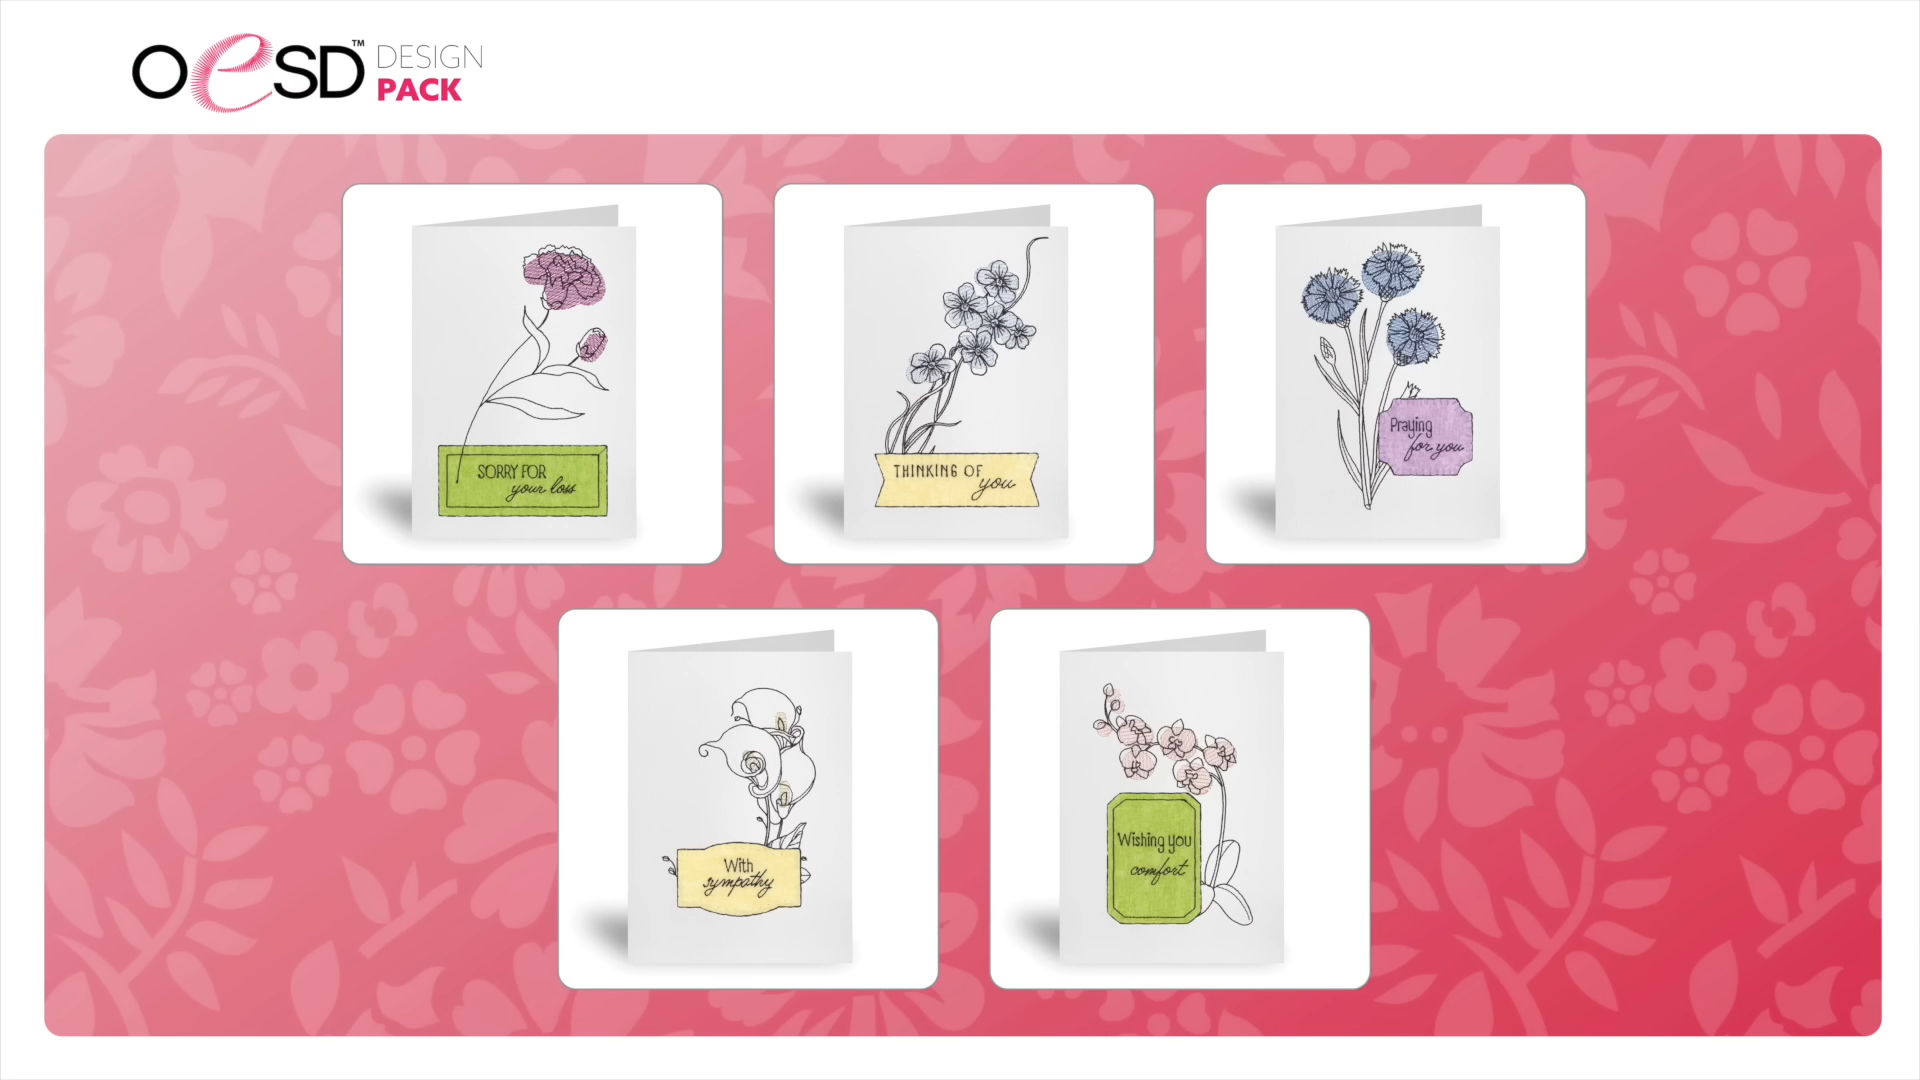 OESD™ DESIGN
PACK
SORRY FOR
your loss
THINKING OF
you
Praying
for you
With
sympathy
Wishing you
comfort